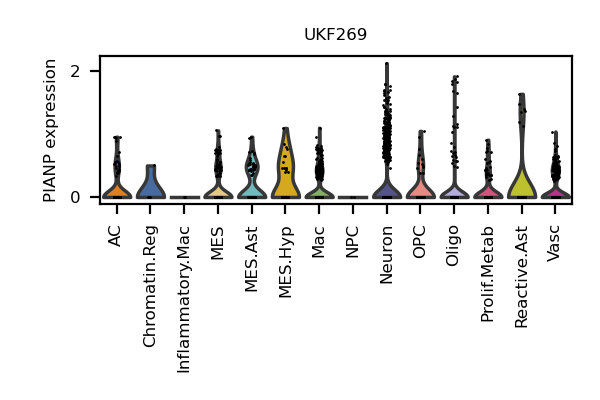 UKF269
PIANP expression
2
0
AC
Chromatin.Reg
Inflammatory.Mac
MES
MES.Ast
MES.Hyp
Mac
NPC
Neuron
OPC
Oligo
Prolif.Metab
Reactive.Ast
Vasc